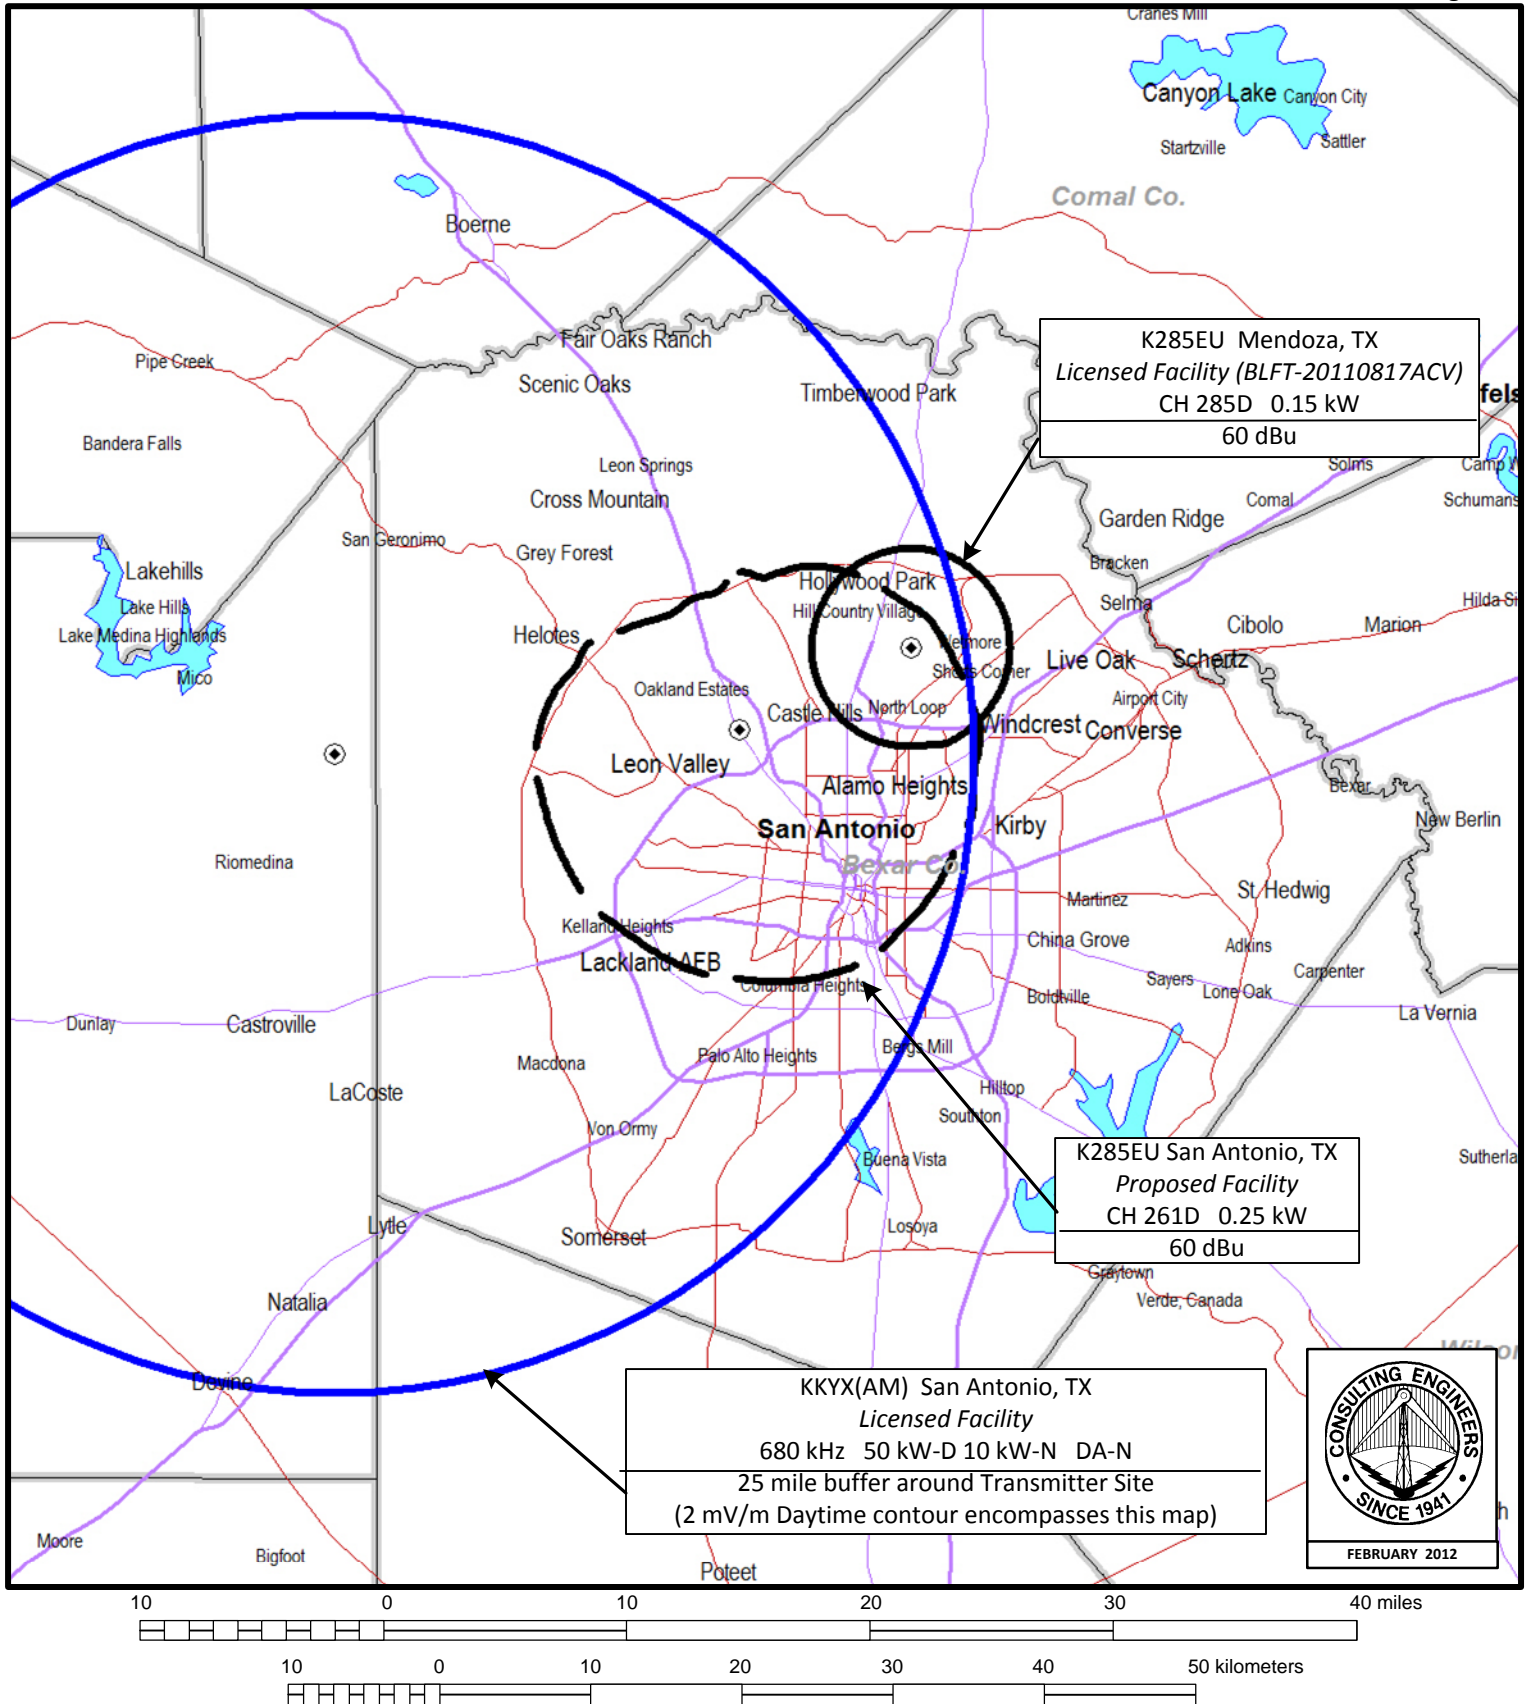 Cranes Mill
Canyon Lake
Canyon City
Startzville
Sattler
Comal Co.
Boerne
Fair Oaks Ranch
Pipe Creek
Scenic Oaks
Timberwood Park
K285EU Mendoza, TX
Licensed Facility (BLFT-20110817ACV)
CH 285D 0.15 kW
60 dBu
fels
Bandera Falls
Leon Springs
Solms
Camp W
Cross Mountain
Comal
Schumans
Garden Ridge
San Geronimo
Grey Forest
Bracken
Lakehills
Hollywood Park
Lake Hills
Hill Country Village
Selma
Hilda Si
Lake Medina Highlands
Helotes
Wetmore
Cibolo
Marion
Mico
Live Oak
Schertz
Oakland Estates
Castle Hills
North Loop
Airport City
Windcrest
Converse
Leon Valley
Alamo Heights
Bexar
San Antonio
Kirby
New Berlin
Bexar Co.
Riomedina
Martinez
St. Hedwig
Kelland Heights
China Grove
Adkins
Lackland AFB
Columbia Heights
Sayers
Carpenter
Lone Oak
Boldtville
La Vernia
Dunlay
Castroville
Macdona
Palo Alto Heights
Bergs Mill
LaCoste
Hilltop
Southton
Von Ormy
Buena Vista
K285EU San Antonio, TX
Proposed Facility
CH 261D 0.25 kW
60 dBu
Sutherla
Lytle
Somerset
Losoya
Graytown
Natalia
Verde, Canada
Wilson
Devine
KKYX(AM) San Antonio, TX
Licensed Facility
680 kHz 50 kW-D 10 kW-N DA-N
25 mile buffer around Transmitter Site
(2 mV/m Daytime contour encompasses this map)
CONSULTING ENGINEERS
• SINCE 1941 •
FEBRUARY 2012
h
Moore
Bigfoot
Poteet
10 0 10 20 30 40 miles
10 0 10 20 30 40 50 kilometers